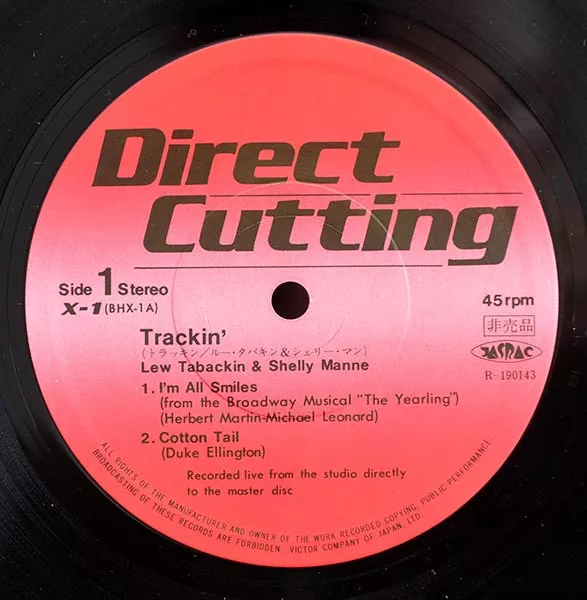 Direct
Cutting
Side 1 Stereo
X-1 (BHX-1A)
45 rpm
非売品
JASRAC
R-190143
Trackin'
(トラッキン/ルー・タバキン&シェリー・マン)
Lew Tabackin & Shelly Manne
1. I'm All Smiles
(from the Broadway Musical "The Yearling")
(Herbert Martin-Michael Leonard)
2. Cotton Tail
(Duke Ellington)
Recorded live from the studio directly
to the master disc
ALL RIGHTS OF THE MANUFACTURER AND OWNER OF THE WORK RECORDED.COPYING, PUBLIC PERFORMANCE.
BROADCASTING OF THESE RECORDS ARE FORBIDDEN. VICTOR COMPANY OF JAPAN, LTD.